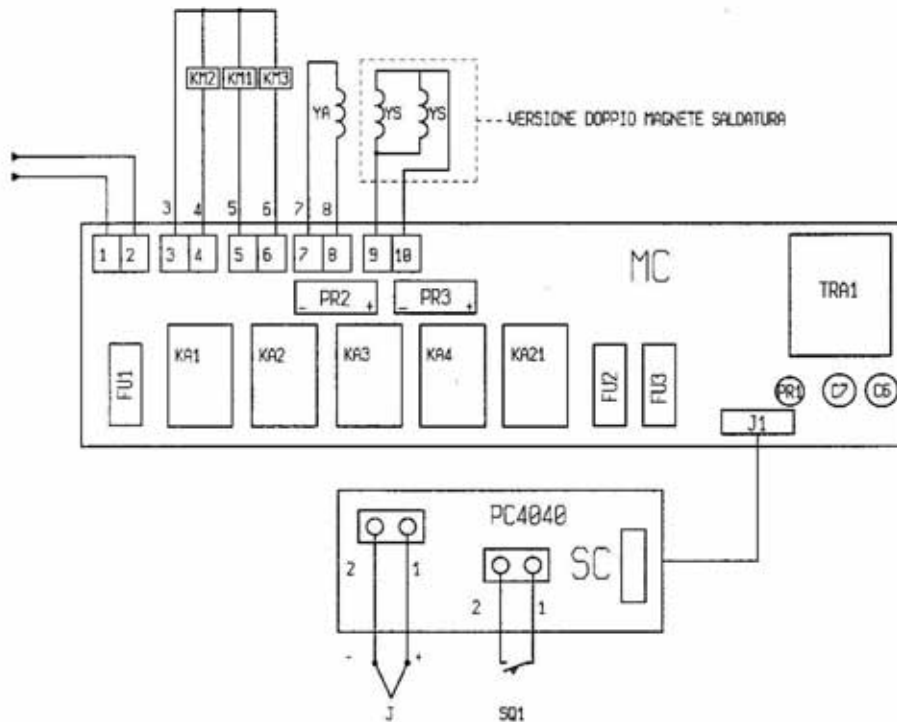 KM2 KM1 KM3
YA YS YS
VERSIONE DOPPIO MAGNETE SALDATURA
3 4 5 6 7 8
1 2 3 4 5 6 7 8 9 10
MC
TRA1
- PR2 + - PR3 +
FU1 KA1 KA2 KA3 KA4 KA21 FU2 FU3
PR1 C7 C6
J1
PC4040
SC
2 1
2 1
- +
J SQ1